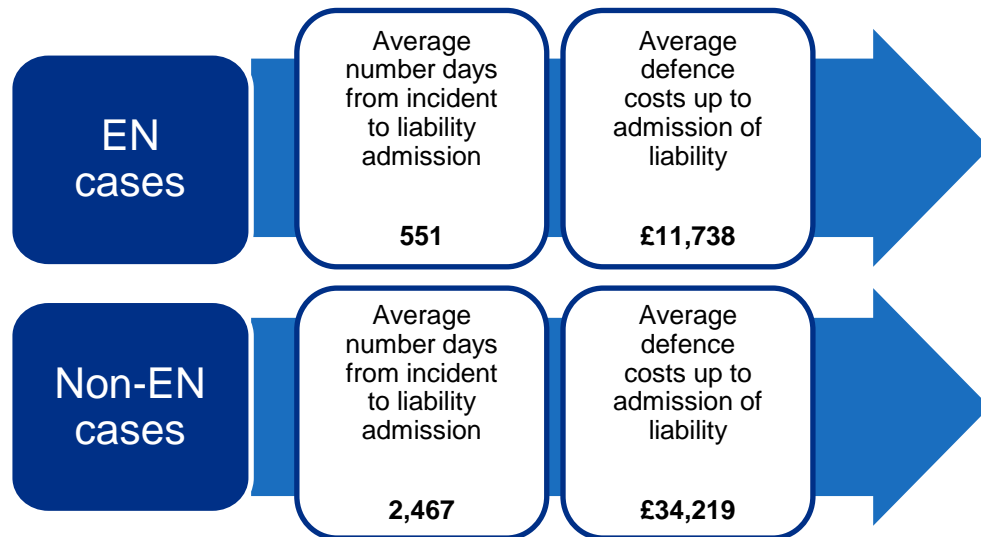 EN
cases
Average
number days
from incident
to liability
admission
551
Average
defence
costs up to
admission of
liability
£11,738
Non-EN
cases
Average
number days
from incident
to liability
admission
2,467
Average
defence
costs up to
admission of
liability
£34,219